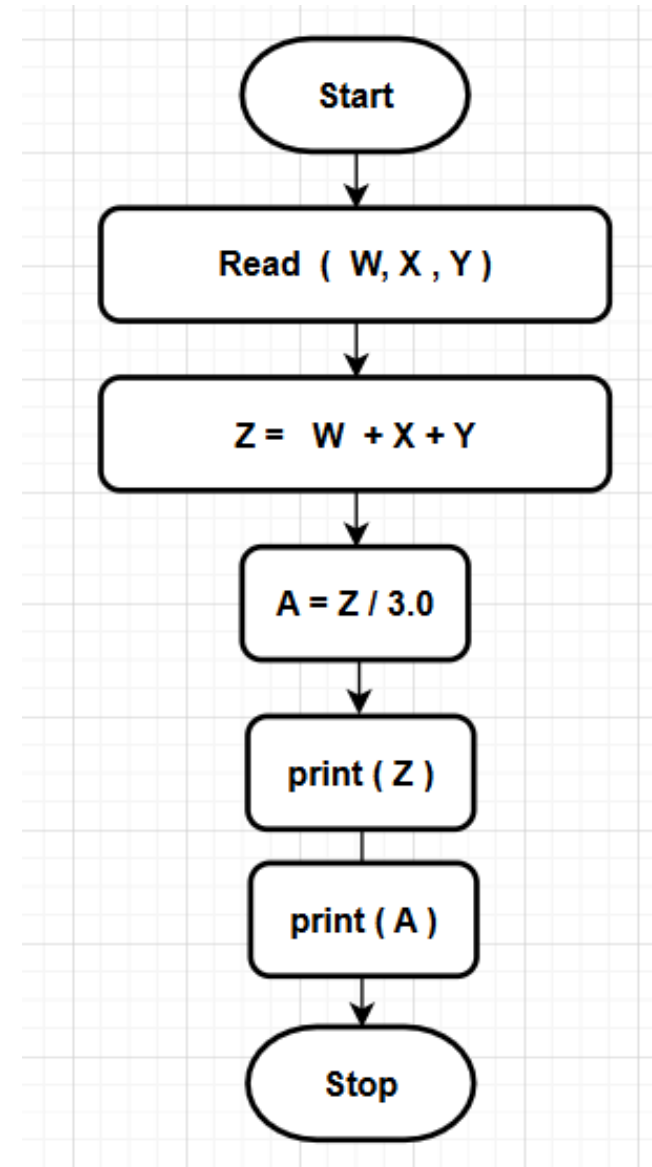 Start
Read ( W, X , Y )
Z = W + X + Y
A = Z / 3.0
print ( Z )
print ( A )
Stop